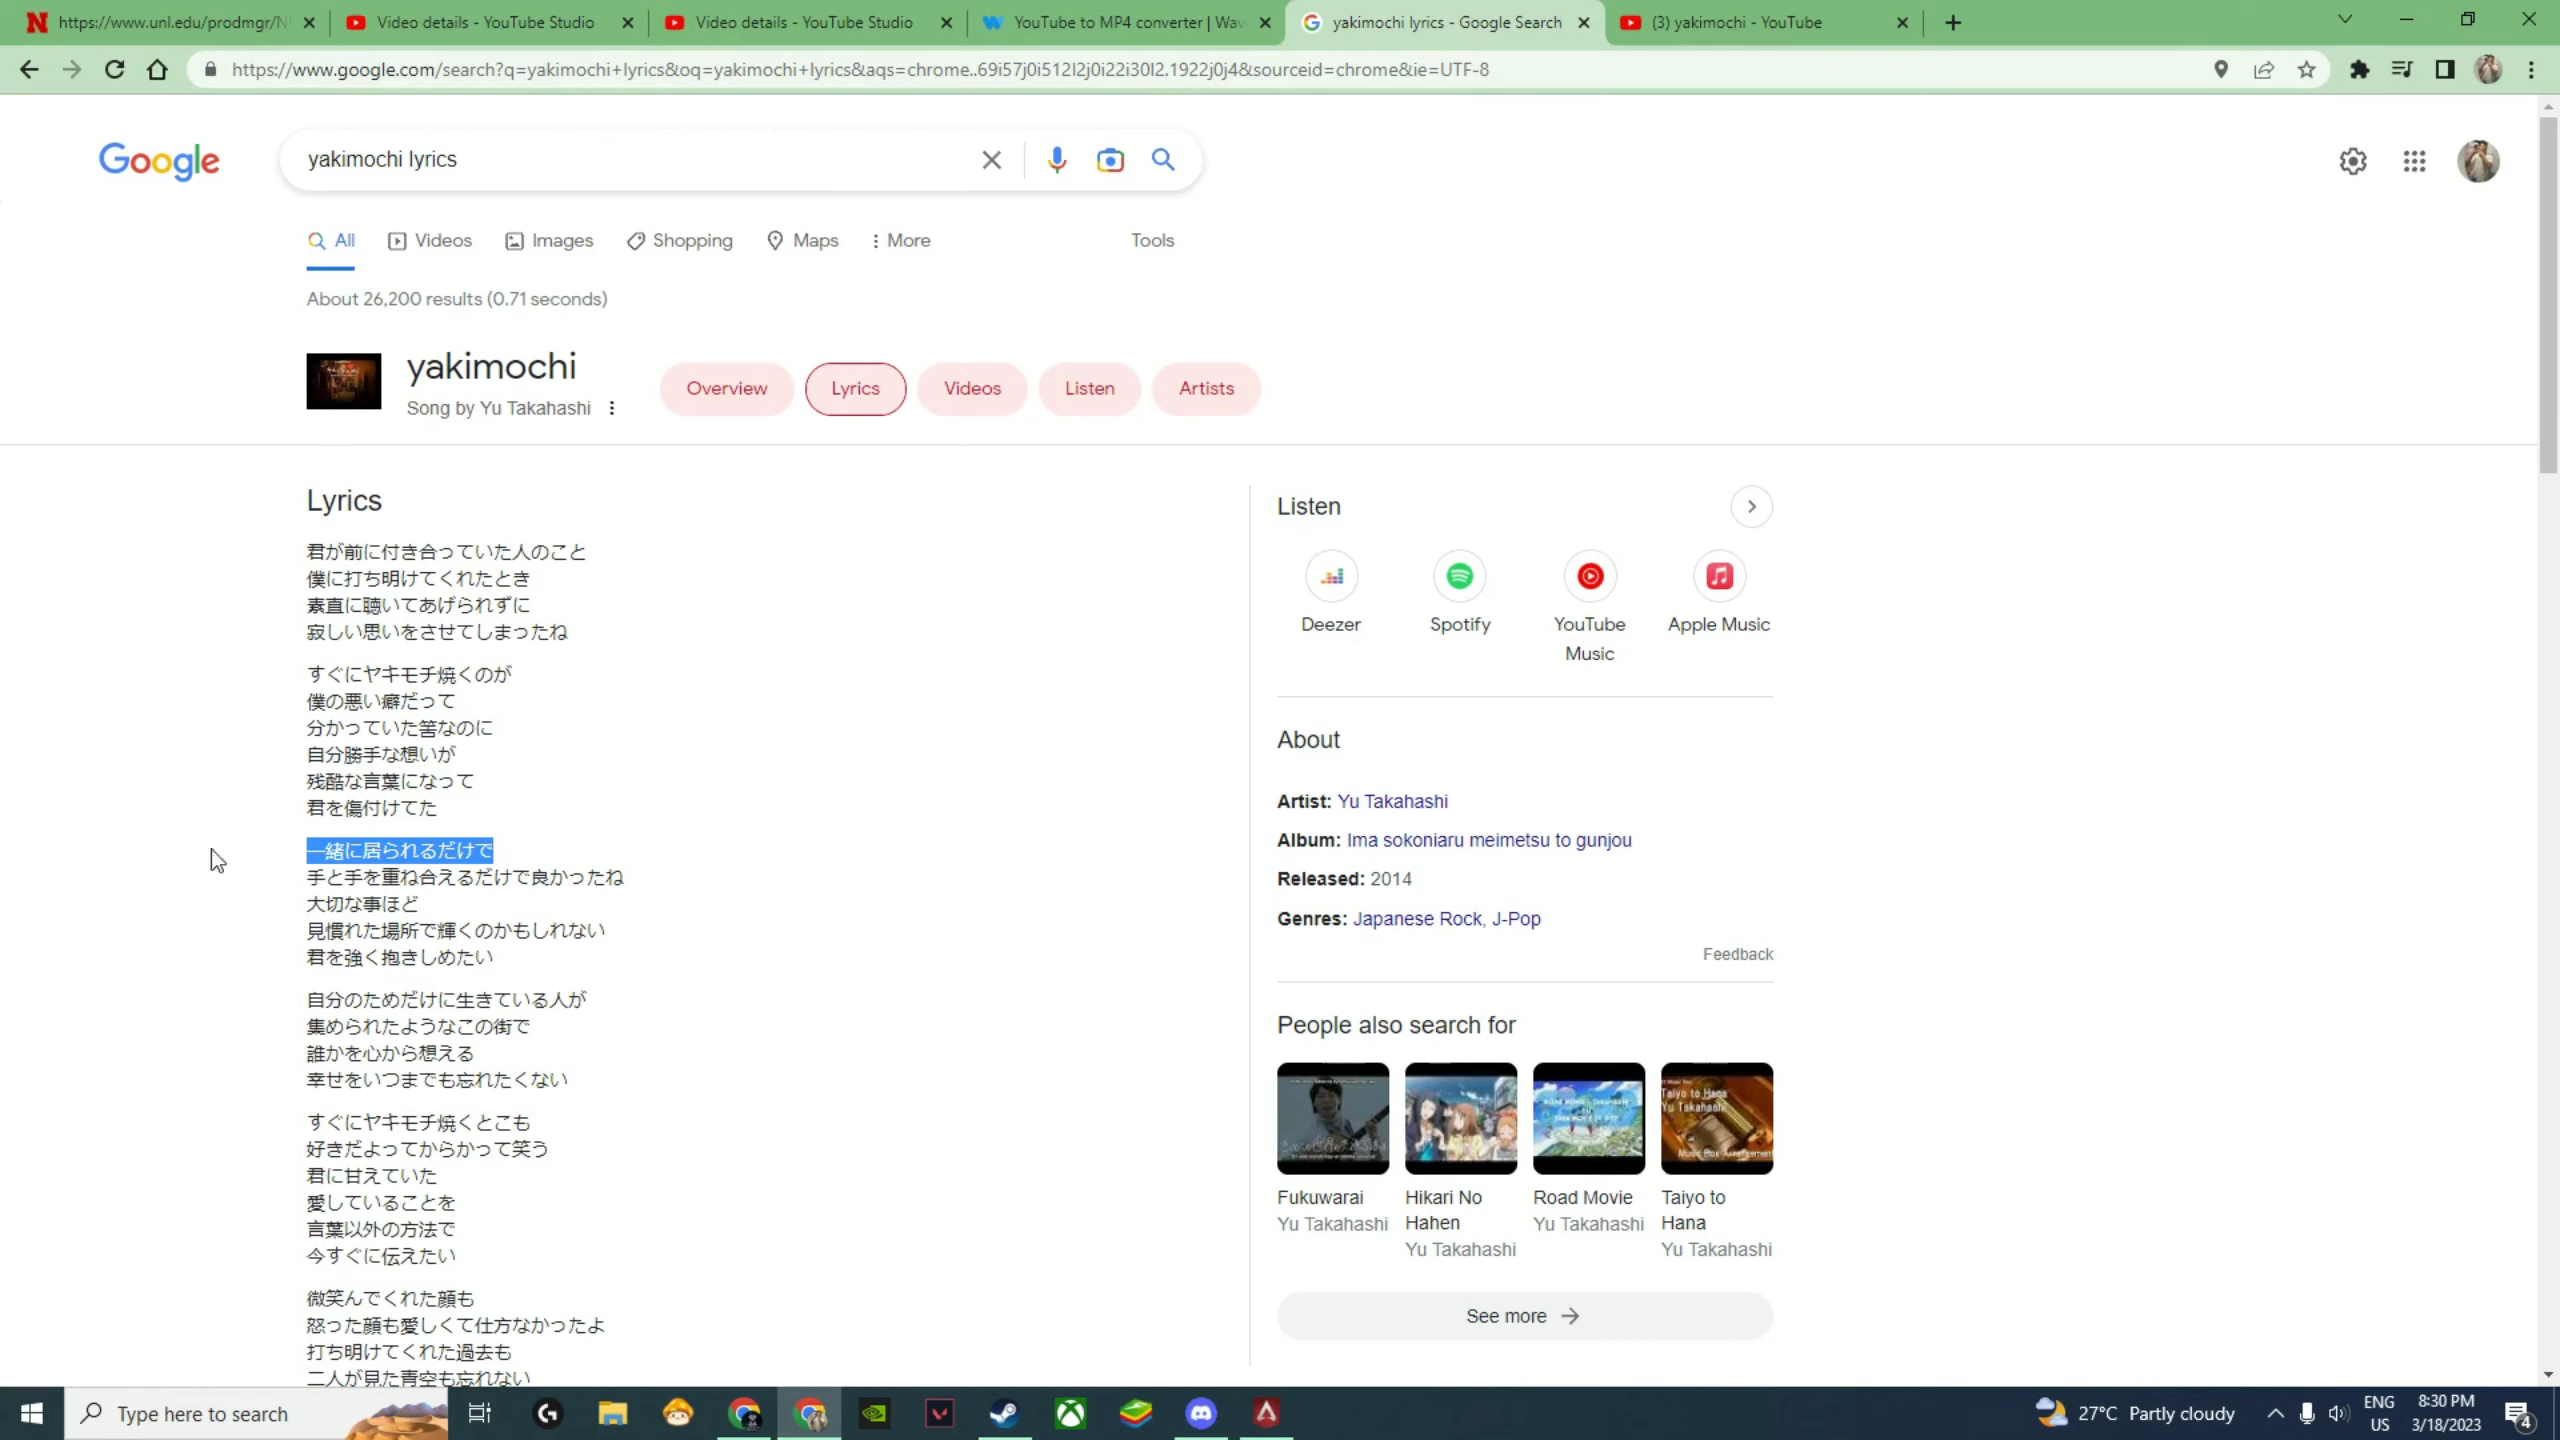 https://www.unl.edu/prodmgr/N
Video details - YouTube Studio
Video details - YouTube Studio
YouTube to MP4 converter | Wav
yakimochi lyrics - Google Search
(3) yakimochi - YouTube
https://www.google.com/search?q=yakimochi+lyrics&oq=yakimochi+lyrics&aqs=chrome..69i57j0i512l2j0i22i30l2.1922j0j4&sourceid=chrome&ie=UTF-8
Google
yakimochi lyrics
All
Videos
Images
Shopping
Maps
More
Tools
About 26,200 results (0.71 seconds)
yakimochi
Song by Yu Takahashi
Overview
Lyrics
Videos
Listen
Artists
Lyrics
君が前に付き合っていた人のこと
僕に打ち明けてくれたとき
素直に聴いてあげられずに
寂しい思いをさせてしまったね
すぐにヤキモチ焼くのが
僕の悪い癖だって
分かっていた筈なのに
自分勝手な想いが
残酷な言葉になって
君を傷付けてた
一緒に居られるだけで
手と手を重ね合えるだけで良かったね
大切な事ほど
見慣れた場所で輝くのかもしれない
君を強く抱きしめたい
自分のためだけに生きている人が
集められたようなこの街で
誰かを心から想える
幸せをいつまでも忘れたくない
すぐにヤキモチ焼くとこも
好きだよってからかって笑う
君に甘えていた
愛していることを
言葉以外の方法で
今すぐに伝えたい
微笑んでくれた顔も
怒った顔も愛しくて仕方なかったよ
打ち明けてくれた過去も
二人が見た青空も忘れない
Listen
Deezer
Spotify
YouTube Music
Apple Music
About
Artist: Yu Takahashi
Album: Ima sokoniaru meimetsu to gunjou
Released: 2014
Genres: Japanese Rock, J-Pop
Feedback
People also search for
Taiyo to Hana
Yu Takahashi
Music Box Arrangement
Fukuwarai
Yu Takahashi
Hikari No Hahen
Yu Takahashi
Road Movie
Yu Takahashi
Taiyo to Hana
Yu Takahashi
See more
Type here to search
27°C Partly cloudy
ENG
US
8:30 PM
3/18/2023
4